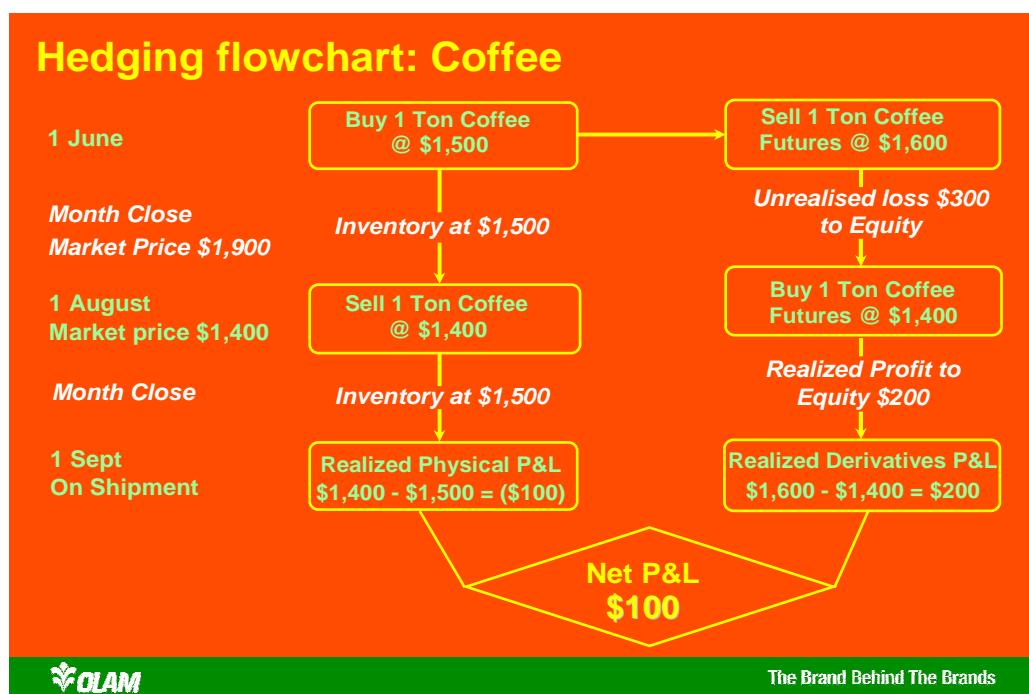 Hedging flowchart: Coffee
1 June
Buy 1 Ton Coffee
@ $1,500
Sell 1 Ton Coffee
Futures @ $1,600
Month Close
Market Price $1,900
Inventory at $1,500
Unrealised loss $300
to Equity
1 August
Market price $1,400
Sell 1 Ton Coffee
@ $1,400
Buy 1 Ton Coffee
Futures @ $1,400
Month Close
Inventory at $1,500
Realized Profit to
Equity $200
1 Sept
On Shipment
Realized Physical P&L
$1,400 - $1,500 = ($100)
Realized Derivatives P&L
$1,600 - $1,400 = $200
Net P&L
$100
OLAM
The Brand Behind The Brands